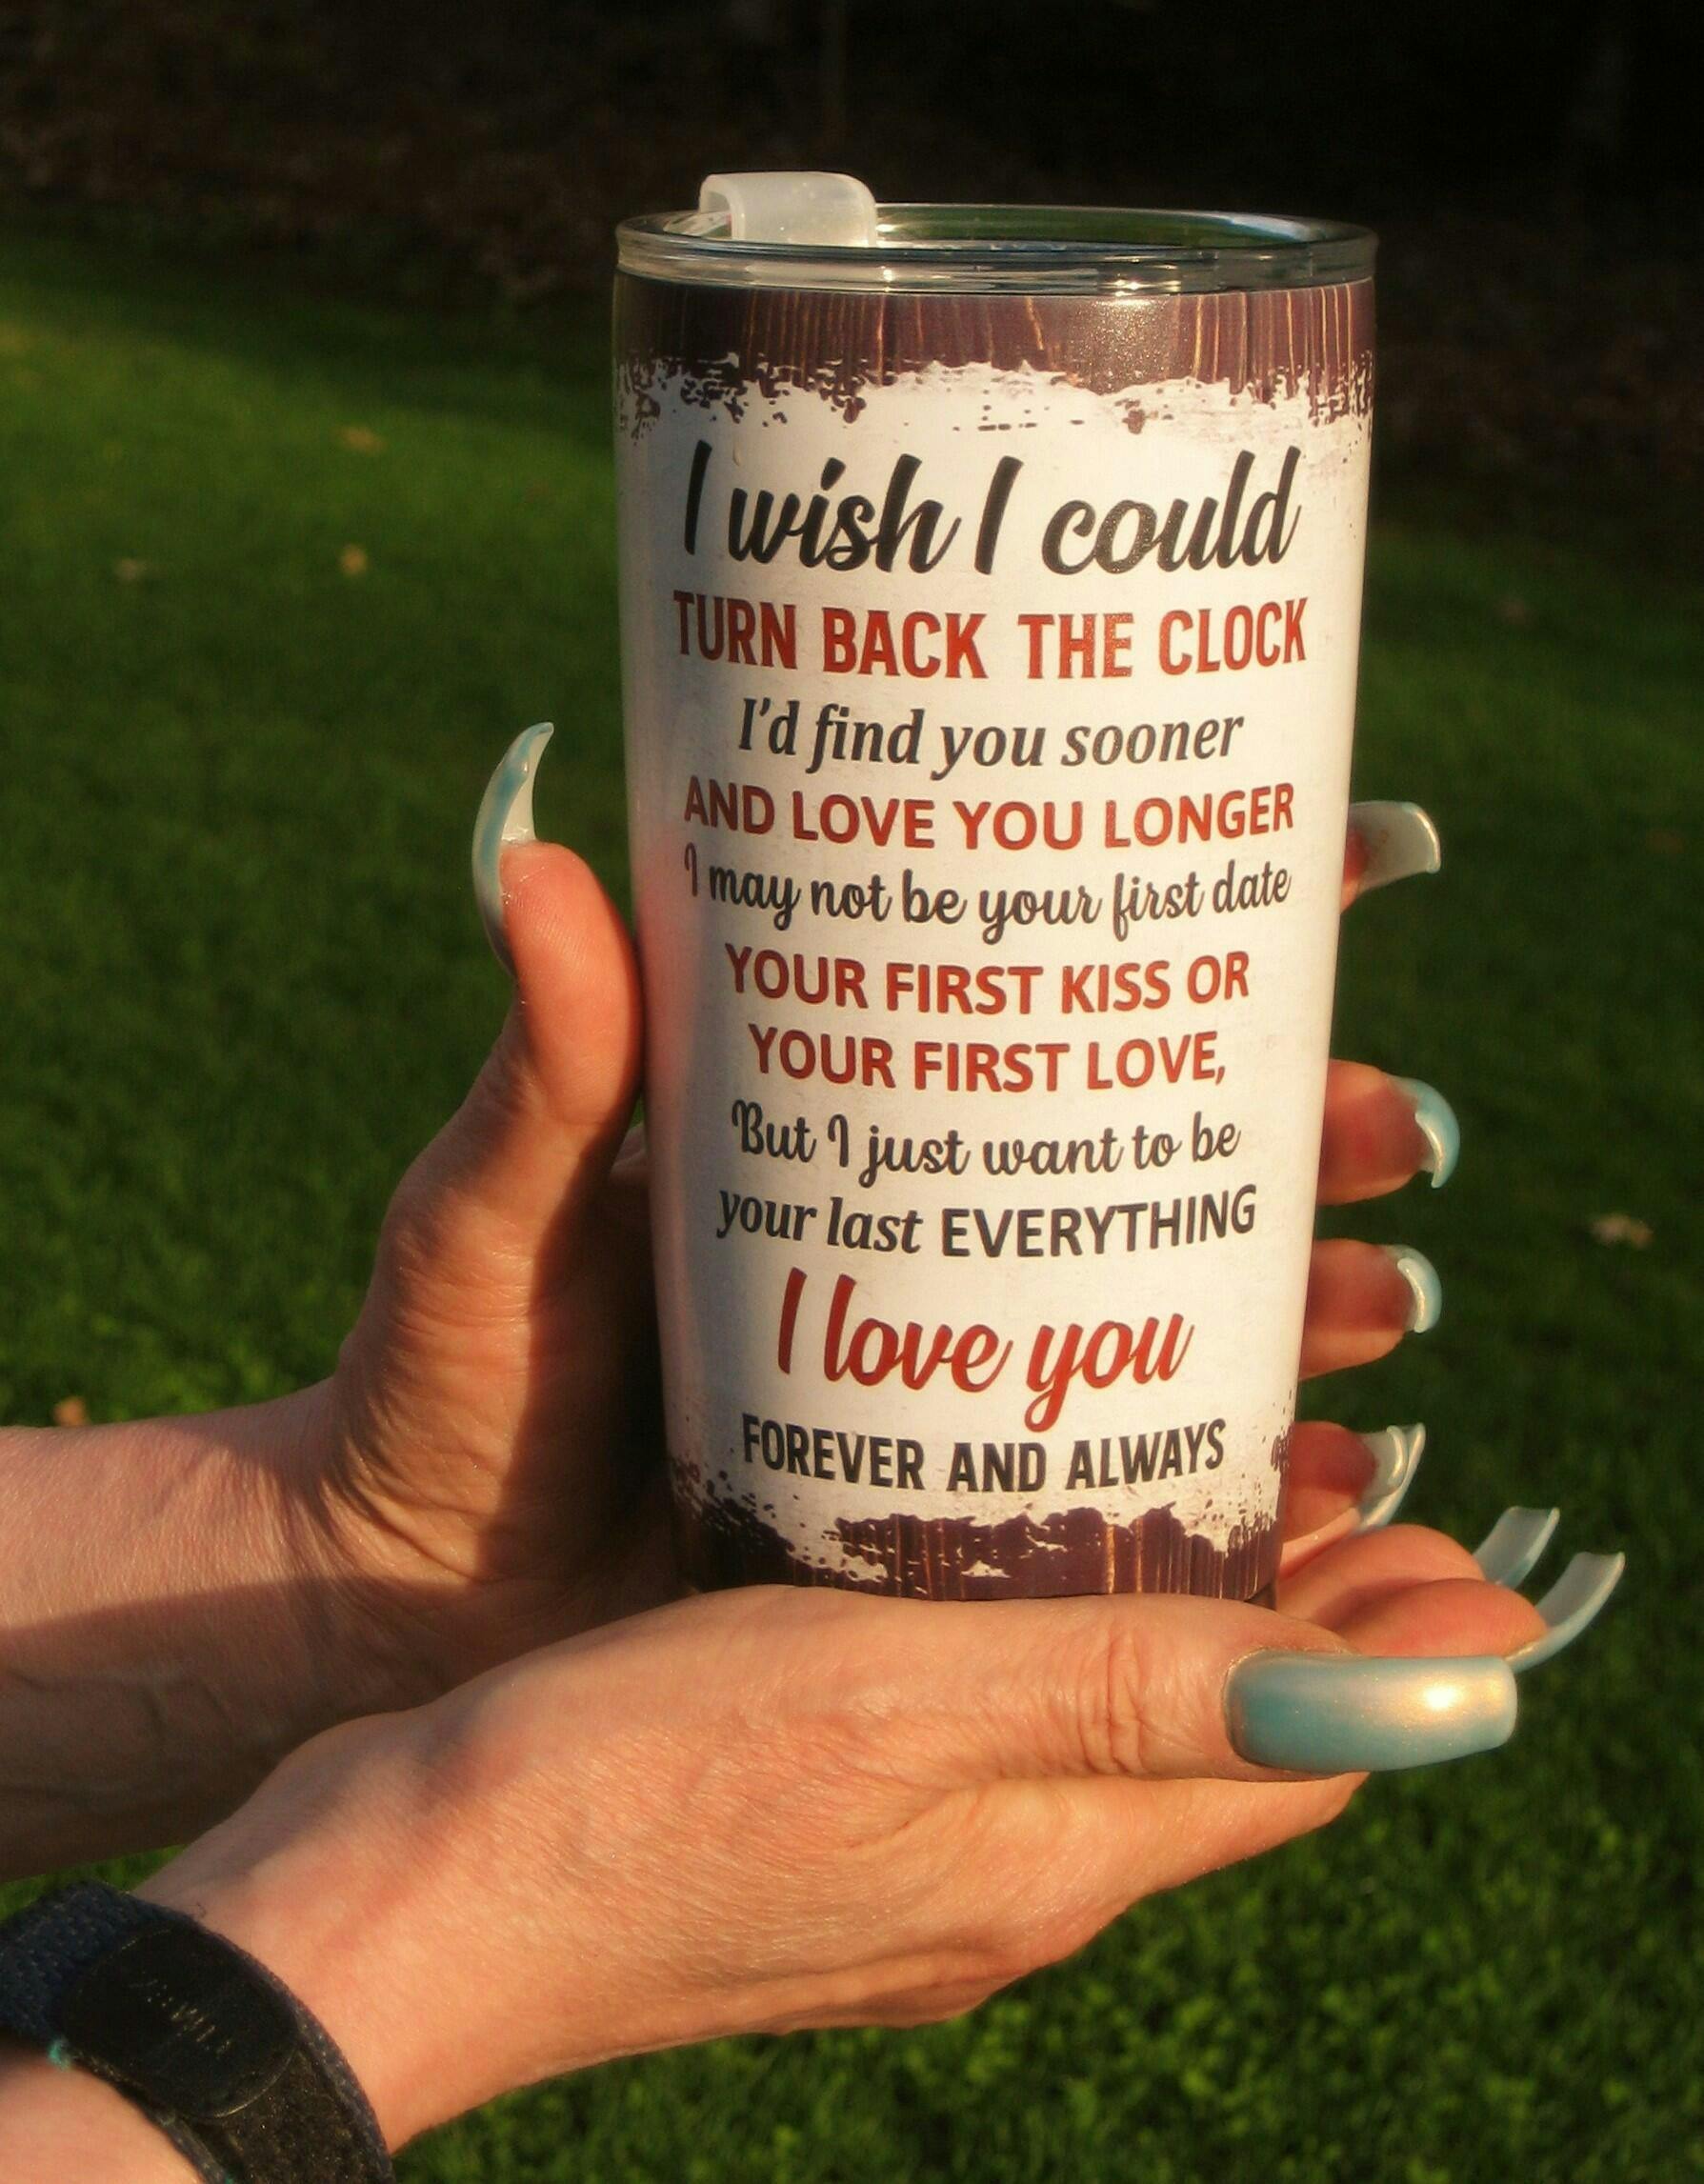 I wish I could
TURN BACK THE CLOCK
I'd find you sooner
AND LOVE YOU LONGER
I may not be your first date
YOUR FIRST KISS OR
YOUR FIRST LOVE,
But I just want to be
your last EVERYTHING
I love you
FOREVER AND ALWAYS